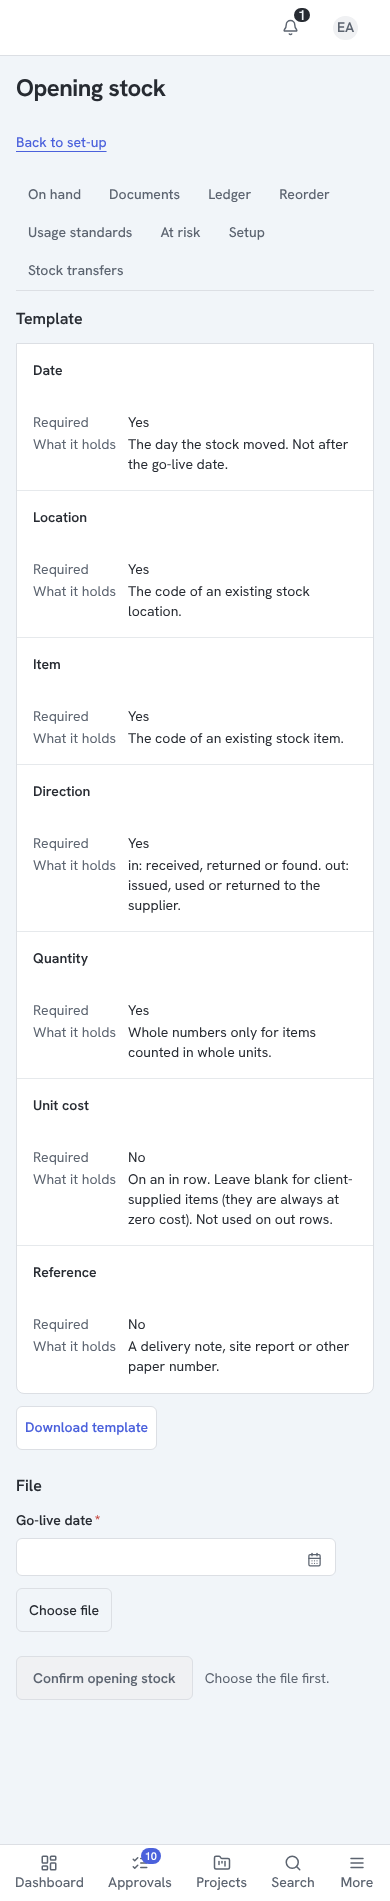 1
EA
Opening stock
Back to set-up
On hand Documents Ledger Reorder
Usage standards At risk Setup
Stock transfers
Template
Date
Required Yes
What it holds The day the stock moved. Not after
the go-live date.
Location
Required Yes
What it holds The code of an existing stock
location.
Item
Required Yes
What it holds The code of an existing stock item.
Direction
Required Yes
What it holds in: received, returned or found. out:
issued, used or returned to the
supplier.
Quantity
Required Yes
What it holds Whole numbers only for items
counted in whole units.
Unit cost
Required No
What it holds On an in row. Leave blank for client-
supplied items (they are always at
zero cost). Not used on out rows.
Reference
Required No
What it holds A delivery note, site report or other
paper number.
Download template
File
Go-live date *
Choose file
Confirm opening stock Choose the file first.
10
Dashboard Approvals Projects Search More